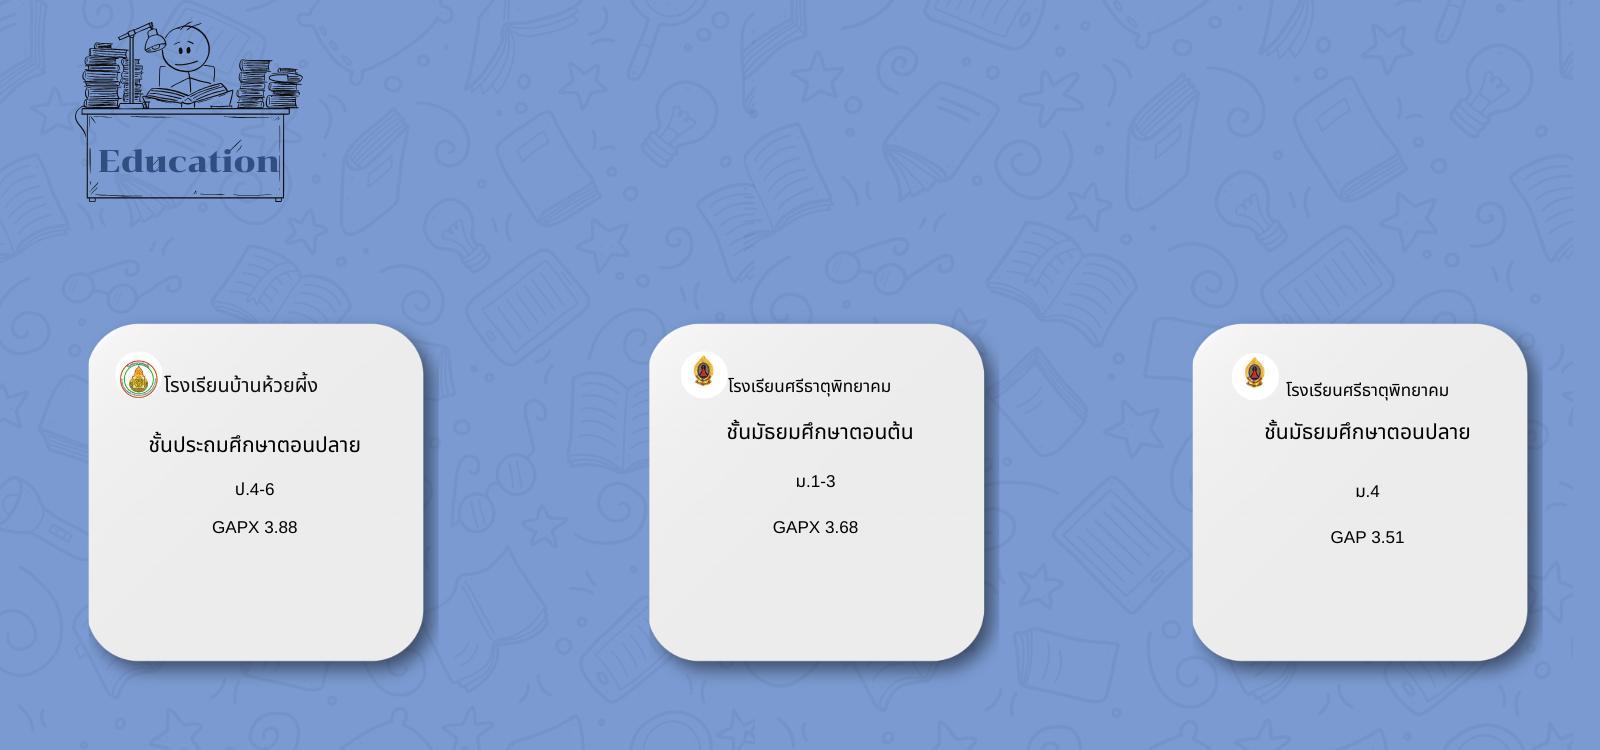 Education
โรงเรียนบ้านห้วยผึ้ง
ชั้นประถมศึกษาตอนปลาย
ป.4-6
GAPX 3.88
โรงเรียนศรีธาตุพิทยาคม
ชั้นมัธยมศึกษาตอนต้น
ม.1-3
GAPX 3.68
โรงเรียนศรีธาตุพิทยาคม
ชั้นมัธยมศึกษาตอนปลาย
ม.4
GAP 3.51